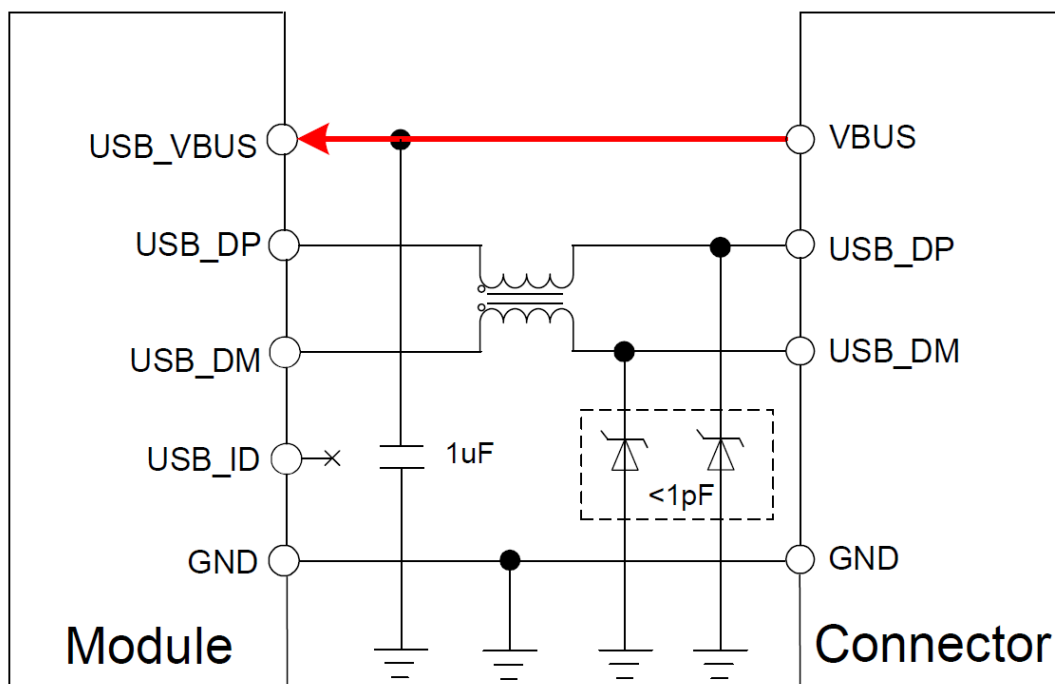 USB_VBUS
VBUS
USB_DP
USB_DP
USB_DM
USB_DM
USB_ID
1uF
<1pF
GND
GND
Module
Connector